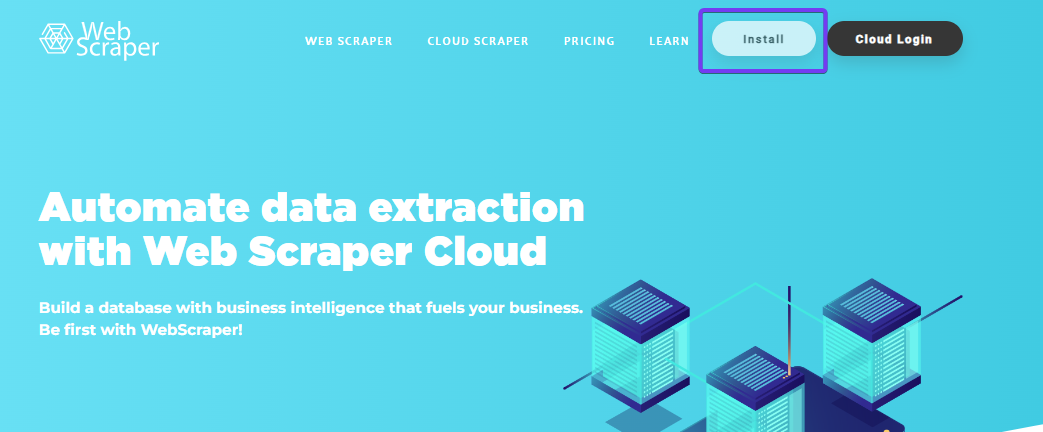 Web
Scraper
WEB SCRAPER
CLOUD SCRAPER
PRICING
LEARN
Install
Cloud Login
Automate data extraction
with Web Scraper Cloud
Build a database with business intelligence that fuels your business.
Be first with WebScraper!